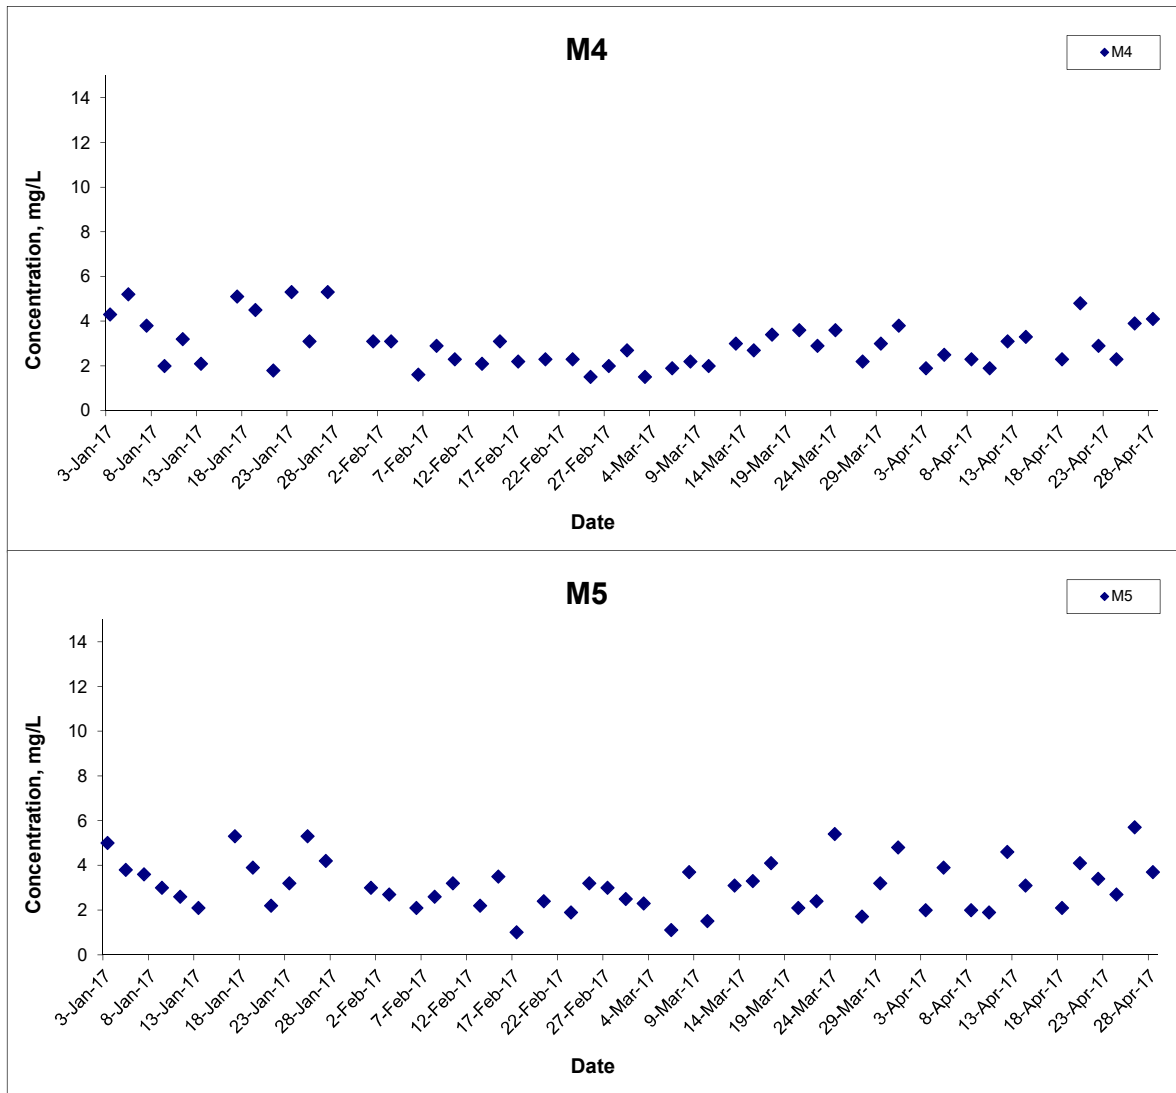 M4
M4
14
12
10
8
6
4
2
0
Concentration, mg/L
3-Jan-17
8-Jan-17
13-Jan-17
18-Jan-17
23-Jan-17
28-Jan-17
2-Feb-17
7-Feb-17
12-Feb-17
17-Feb-17
22-Feb-17
27-Feb-17
4-Mar-17
9-Mar-17
14-Mar-17
19-Mar-17
24-Mar-17
29-Mar-17
3-Apr-17
8-Apr-17
13-Apr-17
18-Apr-17
23-Apr-17
28-Apr-17
Date
M5
M5
14
12
10
8
6
4
2
0
Concentration, mg/L
3-Jan-17
8-Jan-17
13-Jan-17
18-Jan-17
23-Jan-17
28-Jan-17
2-Feb-17
7-Feb-17
12-Feb-17
17-Feb-17
22-Feb-17
27-Feb-17
4-Mar-17
9-Mar-17
14-Mar-17
19-Mar-17
24-Mar-17
29-Mar-17
3-Apr-17
8-Apr-17
13-Apr-17
18-Apr-17
23-Apr-17
28-Apr-17
Date